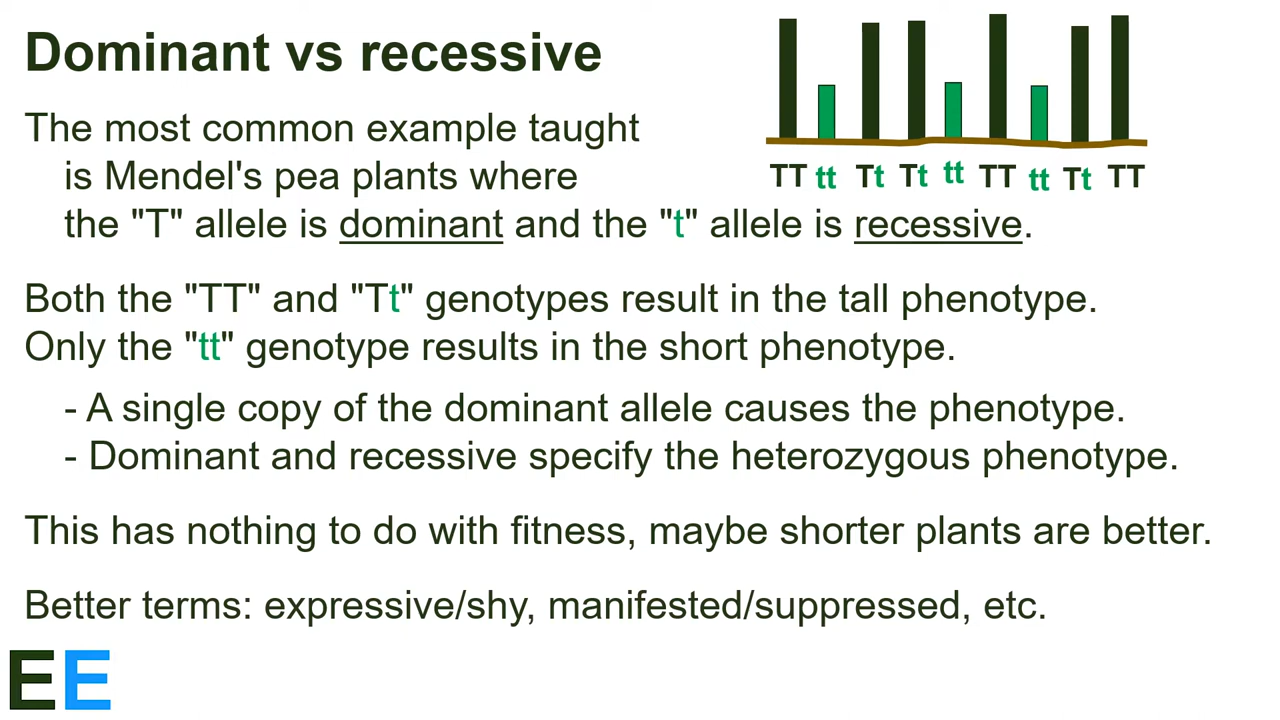 Dominant vs recessive
The most common example taught
is Mendel's pea plants where
TT tt Tt Tt tt TT tt Tt TT
the "T" allele is dominant and the "t" allele is recessive.
Both the "TT" and "Tt" genotypes result in the tall phenotype.
Only the "tt" genotype results in the short phenotype.
- A single copy of the dominant allele causes the phenotype.
- Dominant and recessive specify the heterozygous phenotype.
This has nothing to do with fitness, maybe shorter plants are better.
Better terms: expressive/shy, manifested/suppressed, etc.
EE